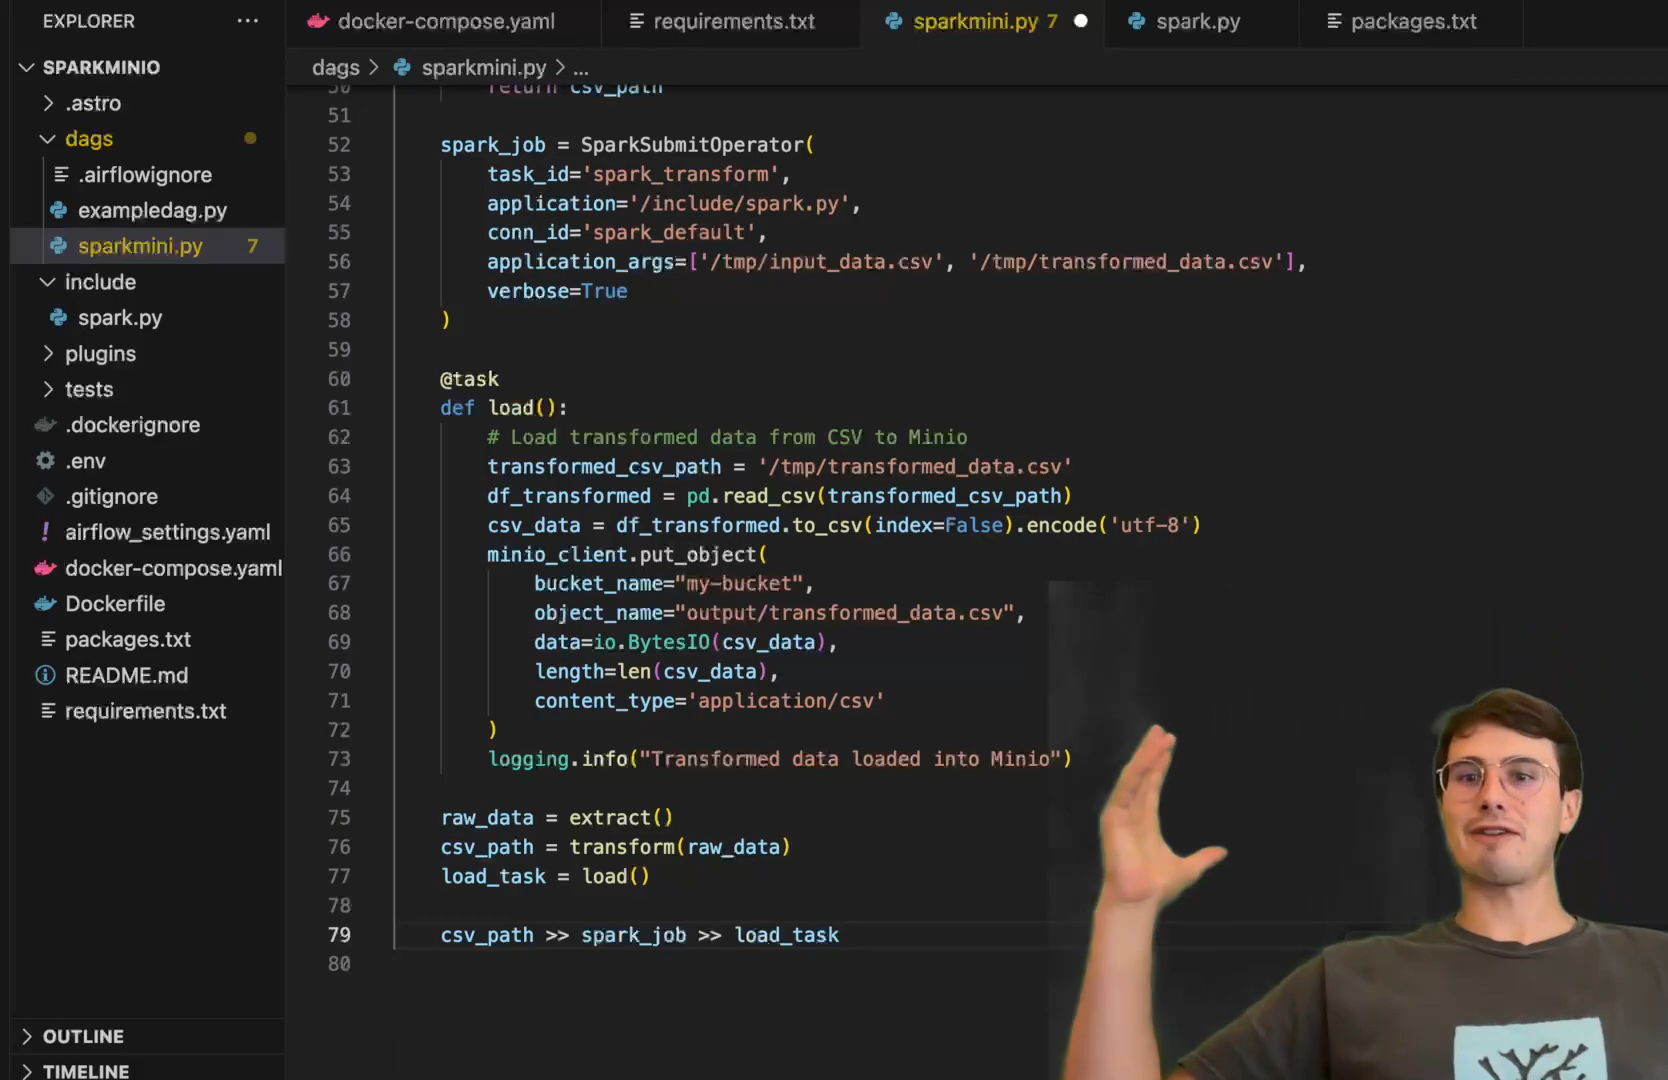 EXPLORER
SPARKMINIO
.astro
dags
.airflowignore
exampledag.py
sparkmini.py 7
include
spark.py
plugins
tests
.dockerignore
.env
.gitignore
! airflow_settings.yaml
docker-compose.yaml
Dockerfile
packages.txt
README.md
requirements.txt
OUTLINE
TIMELINE
docker-compose.yaml requirements.txt sparkmini.py 7 spark.py packages.txt
dags > sparkmini.py > ...
50 return csv_path
51
52 spark_job = SparkSubmitOperator(
53 task_id='spark_transform',
54 application='/include/spark.py',
55 conn_id='spark_default',
56 application_args=['/tmp/input_data.csv', '/tmp/transformed_data.csv'],
57 verbose=True
58 )
59
60 @task
61 def load():
62 # Load transformed data from CSV to Minio
63 transformed_csv_path = '/tmp/transformed_data.csv'
64 df_transformed = pd.read_csv(transformed_csv_path)
65 csv_data = df_transformed.to_csv(index=False).encode('utf-8')
66 minio_client.put_object(
67 bucket_name="my-bucket",
68 object_name="output/transformed_data.csv",
69 data=io.BytesIO(csv_data),
70 length=len(csv_data),
71 content_type='application/csv'
72 )
73 logging.info("Transformed data loaded into Minio")
74
75 raw_data = extract()
76 csv_path = transform(raw_data)
77 load_task = load()
78
79 csv_path >> spark_job >> load_task
80